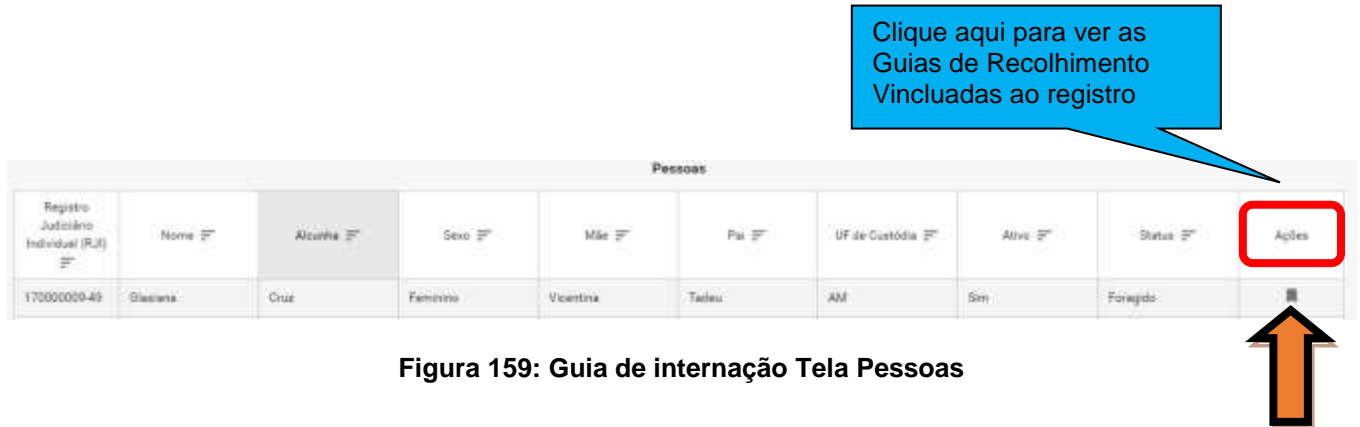 Clique aqui para ver as
Guias de Recolhimento
Vincluadas ao registro
Pessoas
Registro
Judiciário
Individual (RJI)
Nome
Alcunha
Sexo
Mãe
Pai
UF de Custódia
Ativo
Status
Ações
170000009-49 Glasiana Cruz Feminino Vicentina Tadeu AM Sim Foragido
Figura 159: Guia de internação Tela Pessoas